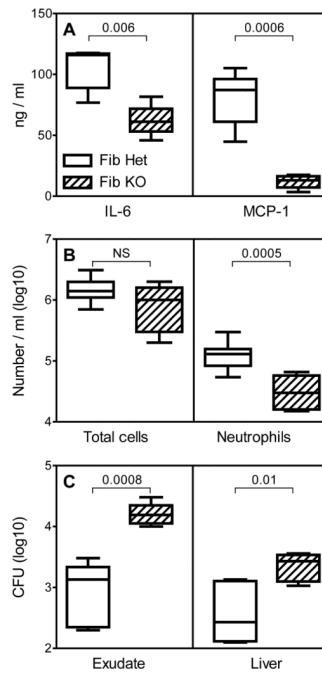 A
0.006
0.0006
150
100
50
0
ng / ml
Fib Het
Fib KO
IL-6
MCP-1
B
NS
0.0005
7
6
5
4
Number / ml (log10)
Total cells
Neutrophils
C
0.0008
0.01
5
4
3
2
CFU (log10)
Exudate
Liver